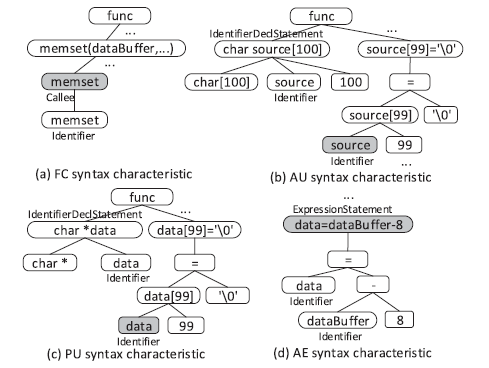 func
...
memset(dataBuffer,...)
...
memset
Callee
memset
Identifier
(a) FC syntax characteristic
func
...
IdentifierDeclStatement
char source[100]
source[99]='\0'
char[100]
source
100
=
Identifier
source[99]
'\0'
source
99
Identifier
...
(b) AU syntax characteristic
func
...
IdentifierDeclStatement
char *data
data[99]='\0'
char *
data
=
Identifier
data[99]
'\0'
data
99
Identifier
(c) PU syntax characteristic
...
ExpressionStatement
data=dataBuffer-8
=
data
-
Identifier
dataBuffer
8
Identifier
(d) AE syntax characteristic